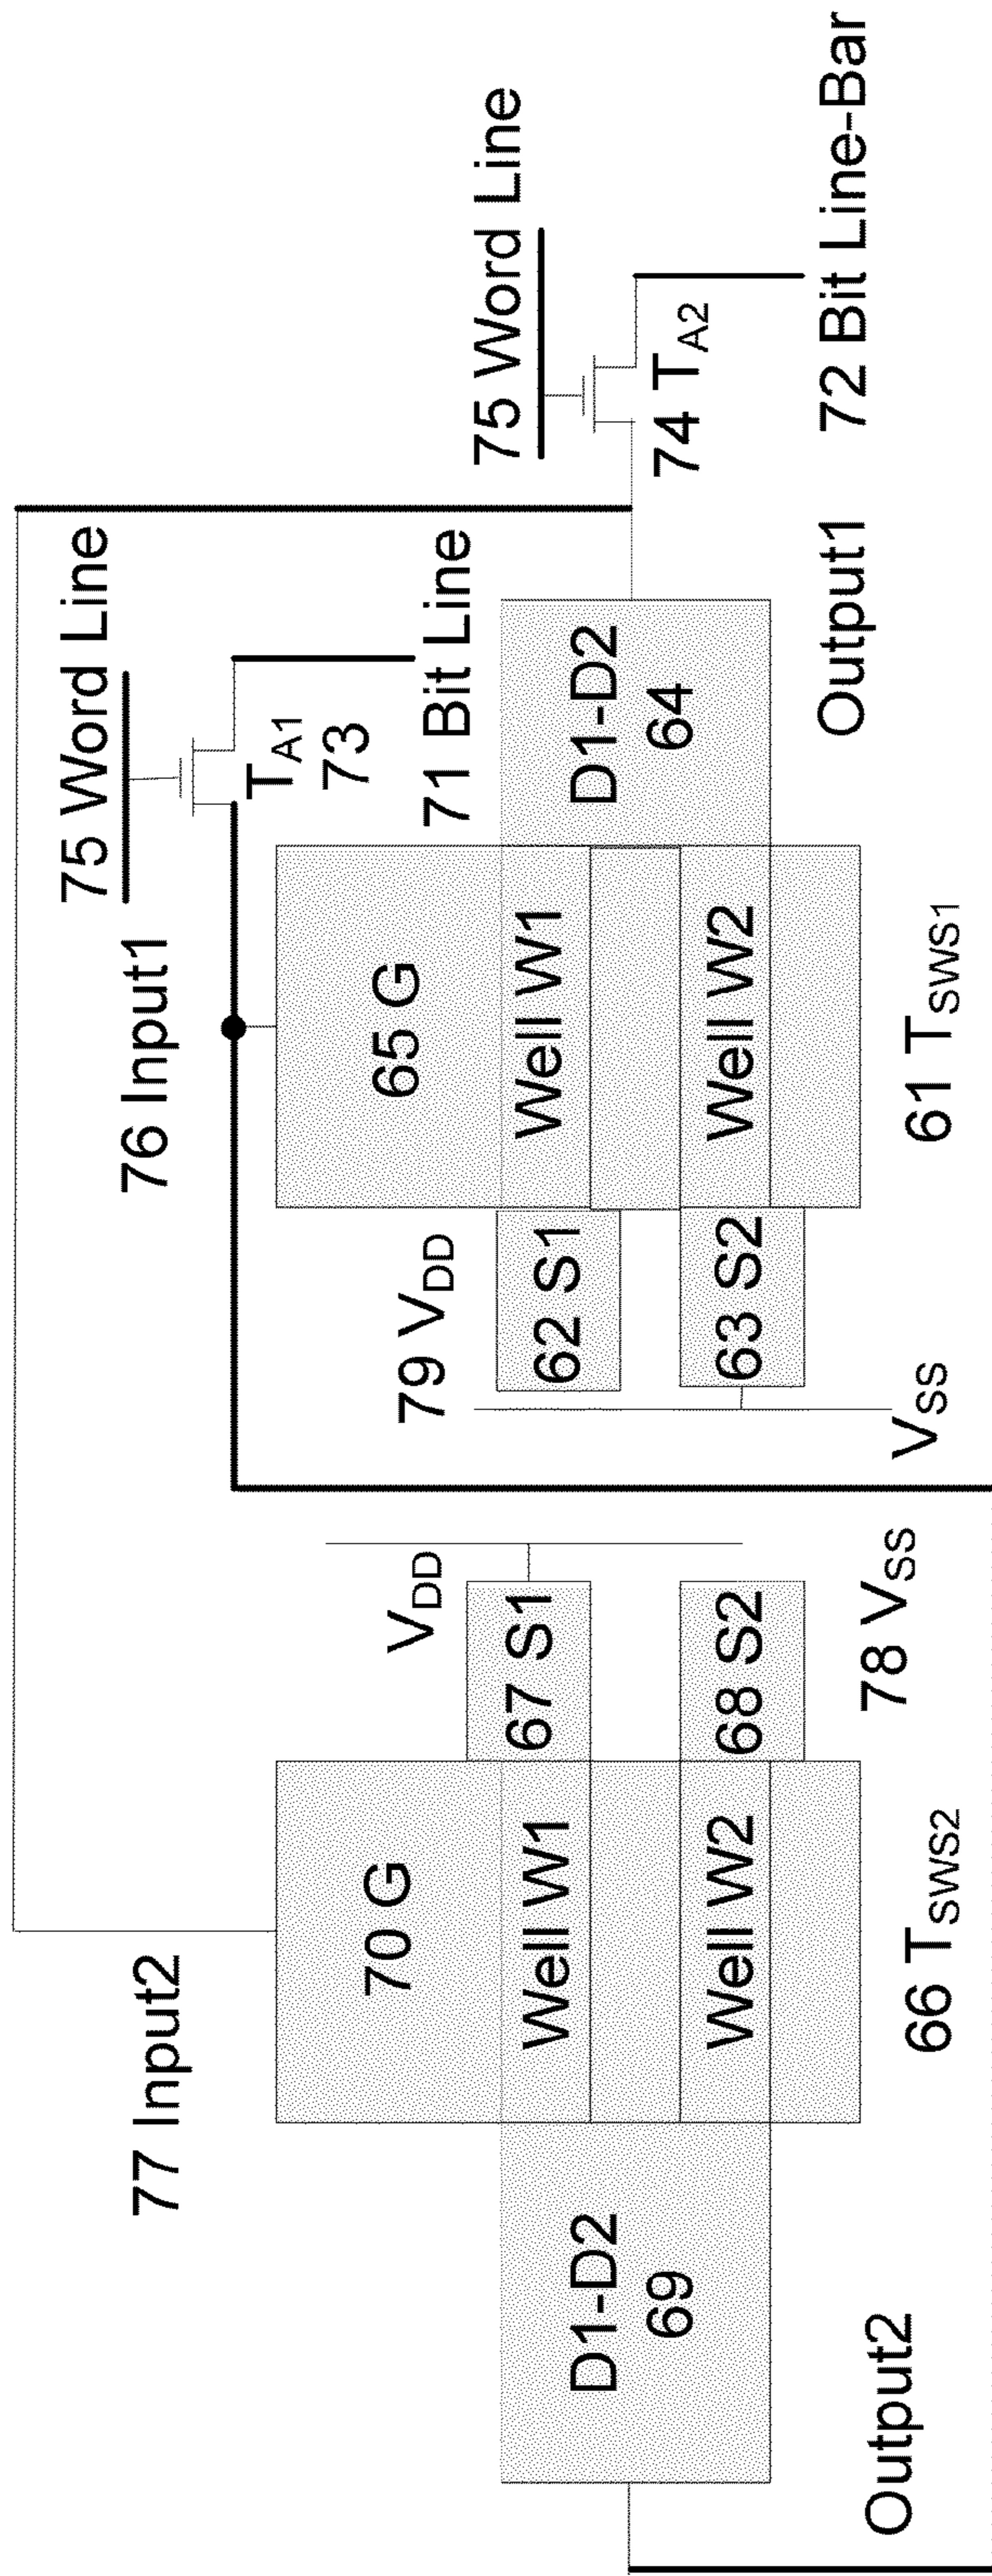 75 Word Line
75 Word Line
76 Input1
T A1
73
77 Input2
71 Bit Line
74 T A2
72 Bit Line-Bar
79 VDD
65 G
VDD
70 G
62 S1
Well W1
D1-D2
64
67 S1
Well W1
D1-D2
69
63 S2
Well W2
68 S2
Well W2
Output1
VSS
61 TSWS1
78 VSS
66 TSWS2
Output2